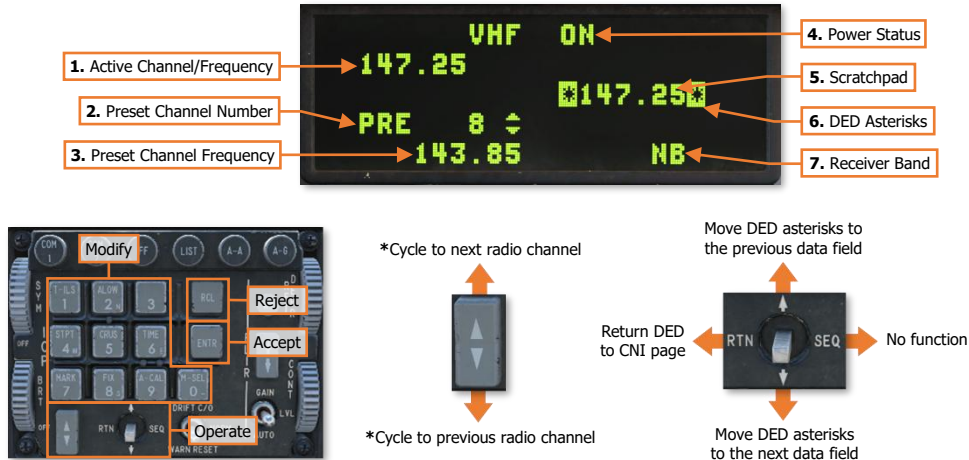 VHF ON
147.25
*147.25*
PRE 8
143.85 NB
1. Active Channel/Frequency
2. Preset Channel Number
3. Preset Channel Frequency
4. Power Status
5. Scratchpad
6. DED Asterisks
7. Receiver Band
COM
1
FF
LIST
A-A
A-G
Modify
T-ILS
1
ALOW
2 N
3
RCL
Reject
STPT
4 W
CRUS
5
TIME
6 E
ENTR
Accept
MARK
7
FIX
8 S
A-CAL
9
M-SEL
0 -
SYM
ICP
BRT
OFF
OFF
CONT
GAIN
LVL
AUTO
DRIFT C/O
WARN RESET
RTN
SEQ
Operate
*Cycle to next radio channel
*Cycle to previous radio channel
Move DED asterisks to
the previous data field
Return DED
to CNI page
RTN
SEQ
No function
Move DED asterisks
to the next data field